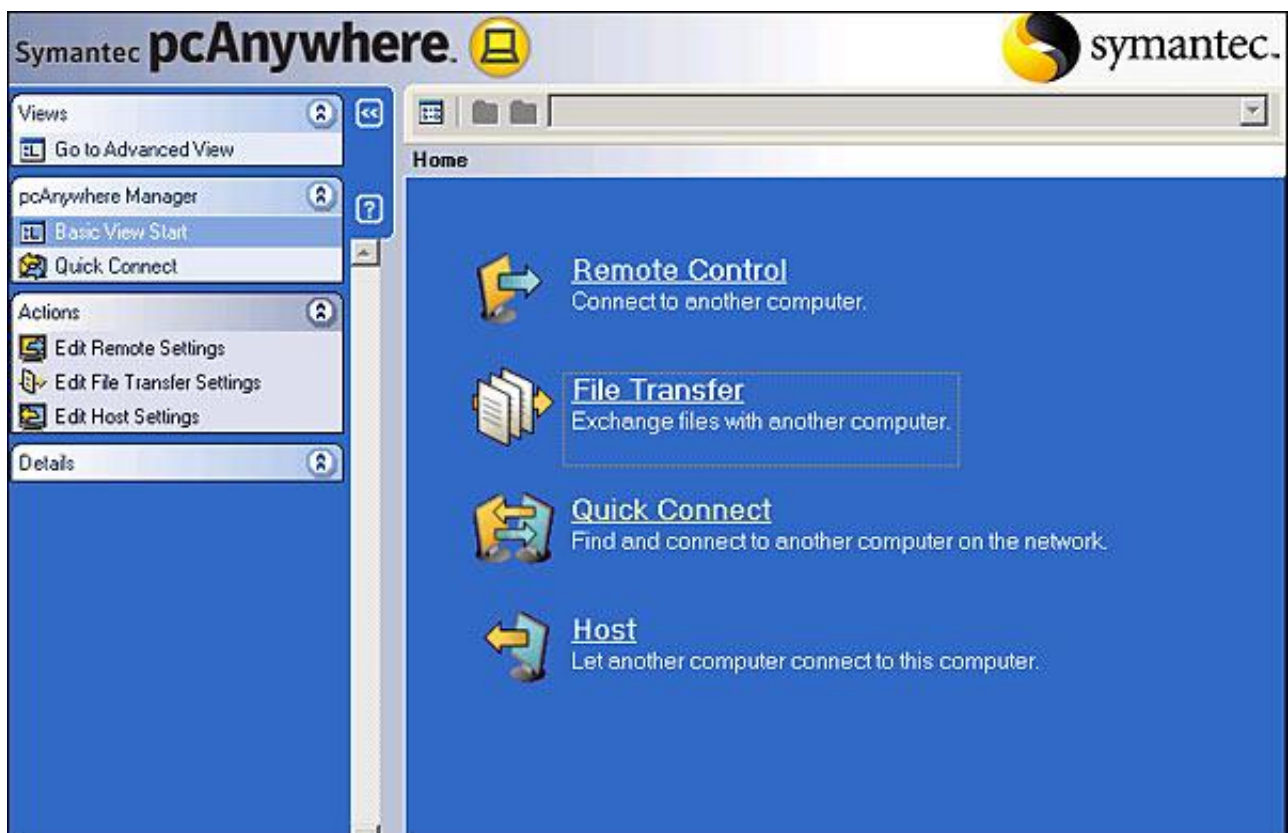 Symantec pcAnywhere™
symantec™
Views
Go to Advanced View
pcAnywhere Manager
Basic View Start
Quick Connect
Actions
Edit Remote Settings
Edit File Transfer Settings
Edit Host Settings
Details
Home
Remote Control
Connect to another computer.
File Transfer
Exchange files with another computer.
Quick Connect
Find and connect to another computer on the network.
Host
Let another computer connect to this computer.